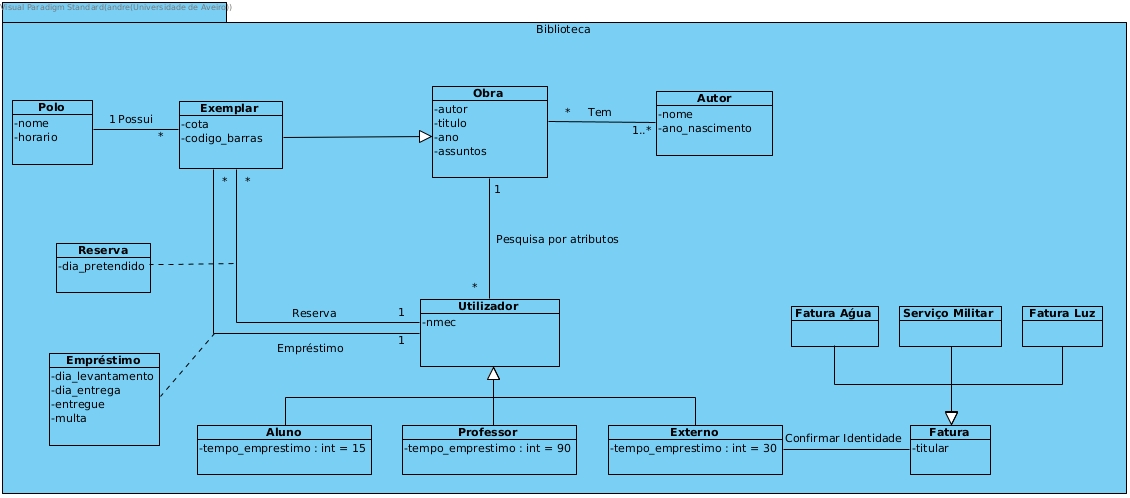 Visual Paradigm Standard(andre(Universidade de Aveiro))
Biblioteca
Polo
-nome
-horario
1 Possui
*
Exemplar
-cota
-codigo_barras
Obra
-autor
-titulo
-ano
-assuntos
* Tem
1..*
Autor
-nome
-ano_nascimento
* *
1
Pesquisa por atributos
*
Reserva
-dia_pretendido
Reserva 1
Empréstimo 1
Utilizador
-nmec
Empréstimo
-dia_levantamento
-dia_entrega
-entregue
-multa
Fatura Água
Serviço Militar
Fatura Luz
Aluno
-tempo_emprestimo : int = 15
Professor
-tempo_emprestimo : int = 90
Externo
-tempo_emprestimo : int = 30
Confirmar Identidade
Fatura
-titular